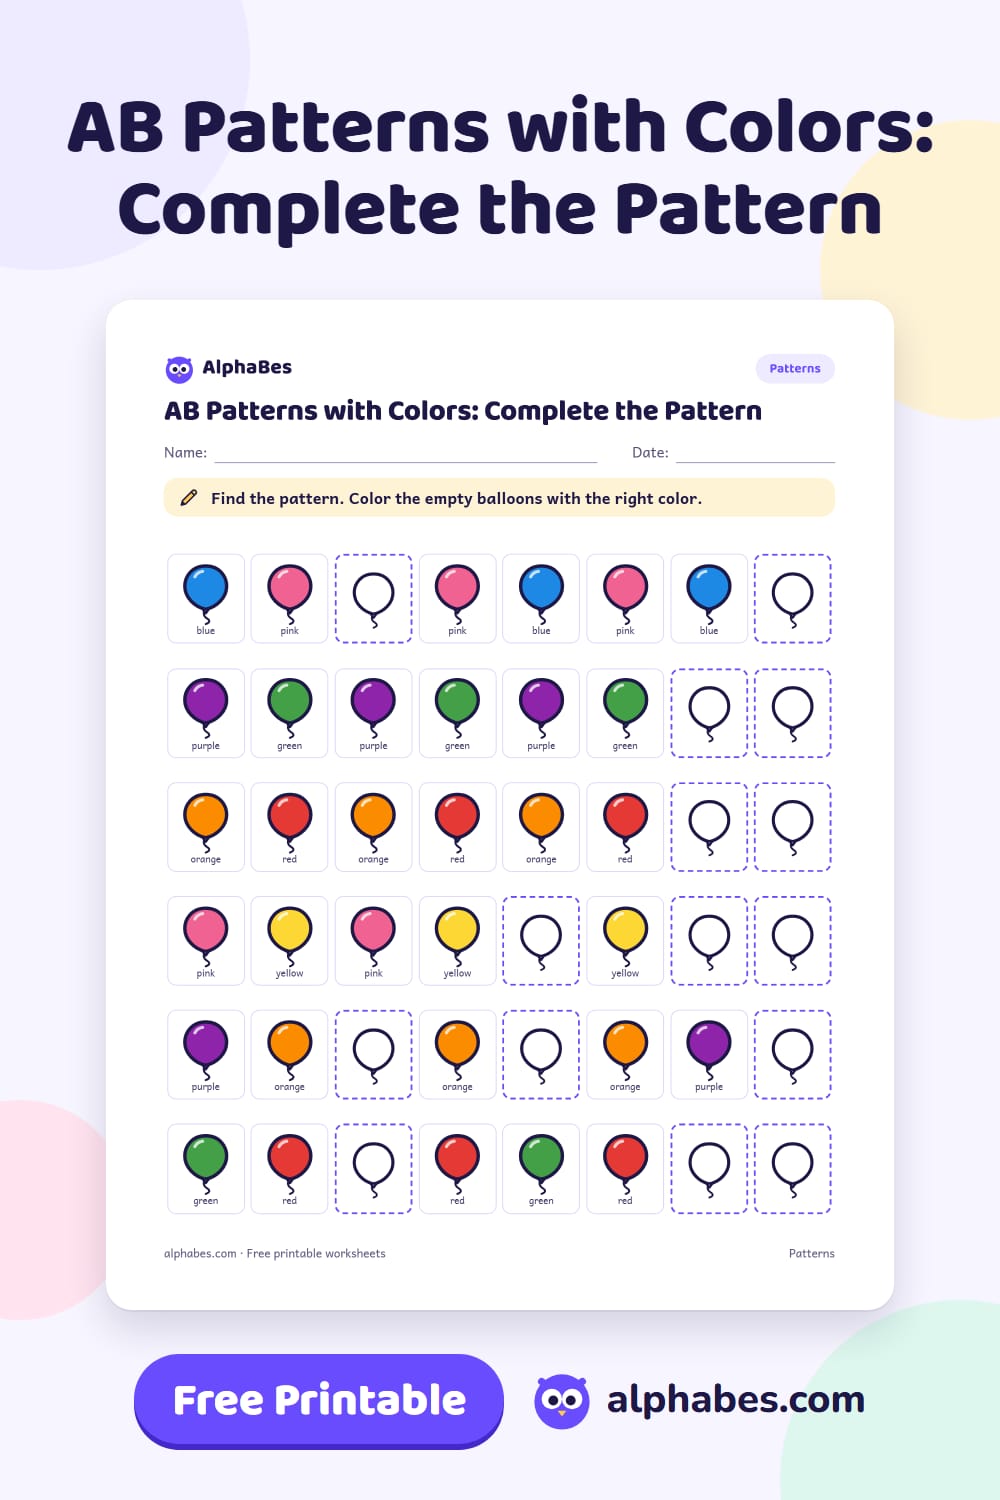 AB Patterns with Colors:
Complete the Pattern
AlphaBes
Patterns
AB Patterns with Colors: Complete the Pattern
Name:
Date:
Find the pattern. Color the empty balloons with the right color.
blue pink pink blue pink blue
purple green purple green purple green
orange red orange red orange red
pink yellow pink yellow yellow
purple orange orange orange purple
green red red green red
alphabes.com · Free printable worksheets
Patterns
Free Printable
alphabes.com